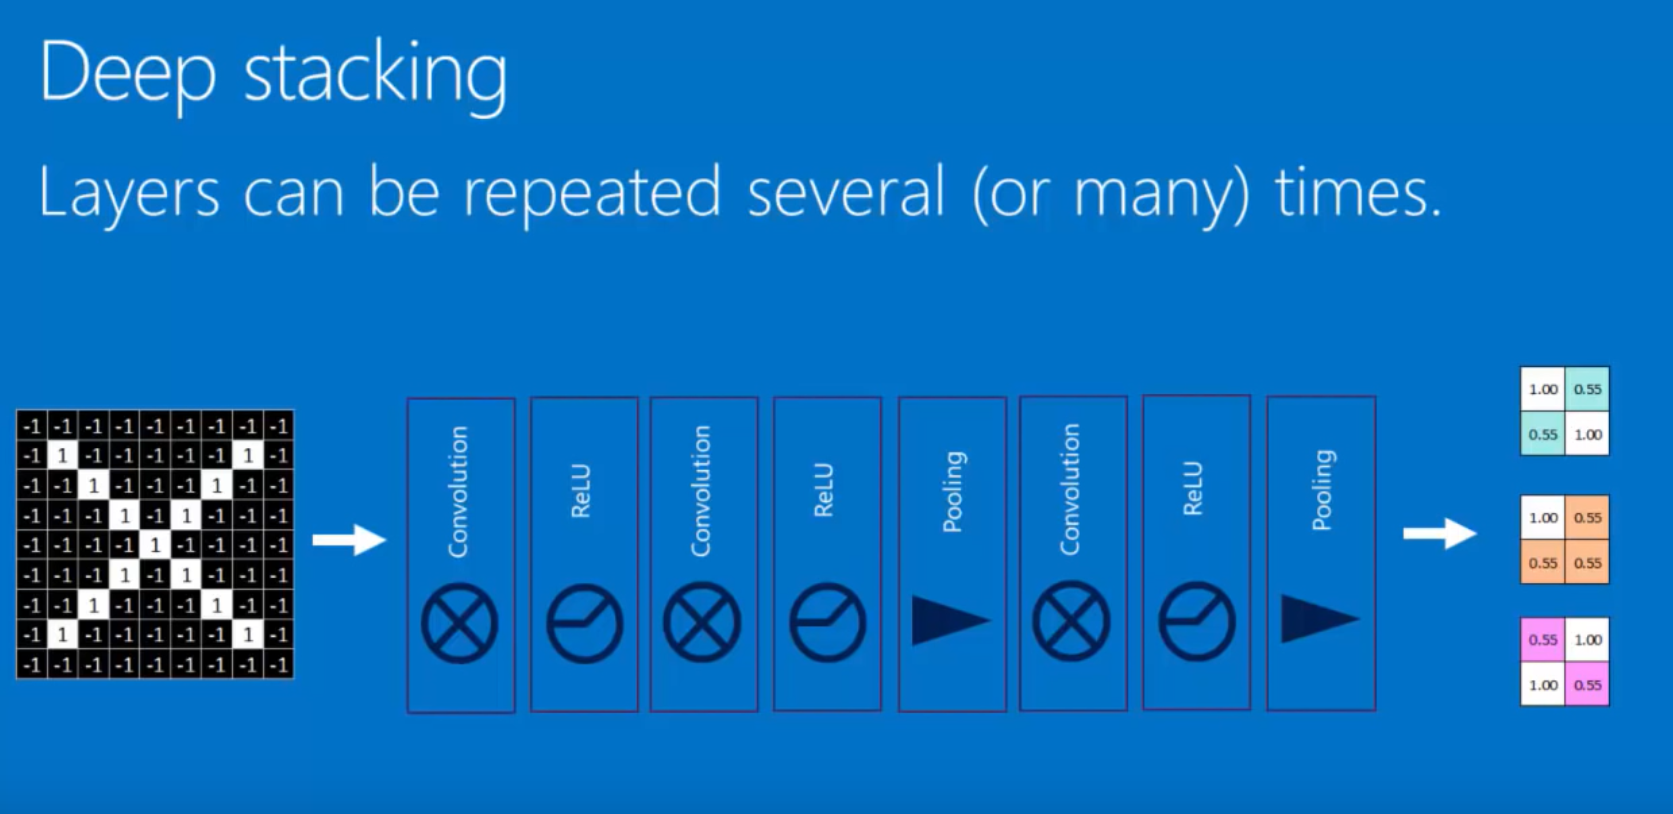 Deep stacking
Layers can be repeated several (or many) times.
-1 -1 -1 -1 -1 -1 -1 -1 -1
-1 1 -1 -1 -1 -1 -1 1 -1
-1 -1 1 -1 -1 -1 1 -1 -1
-1 -1 -1 1 -1 1 -1 -1 -1
-1 -1 -1 -1 1 -1 -1 -1 -1
-1 -1 -1 1 -1 1 -1 -1 -1
-1 -1 1 -1 -1 -1 1 -1 -1
-1 1 -1 -1 -1 -1 -1 1 -1
-1 -1 -1 -1 -1 -1 -1 -1 -1
Convolution
ReLU
Convolution
ReLU
Pooling
Convolution
ReLU
Pooling
1.00 0.55
0.55 1.00
1.00 0.55
0.55 0.55
0.55 1.00
1.00 0.55